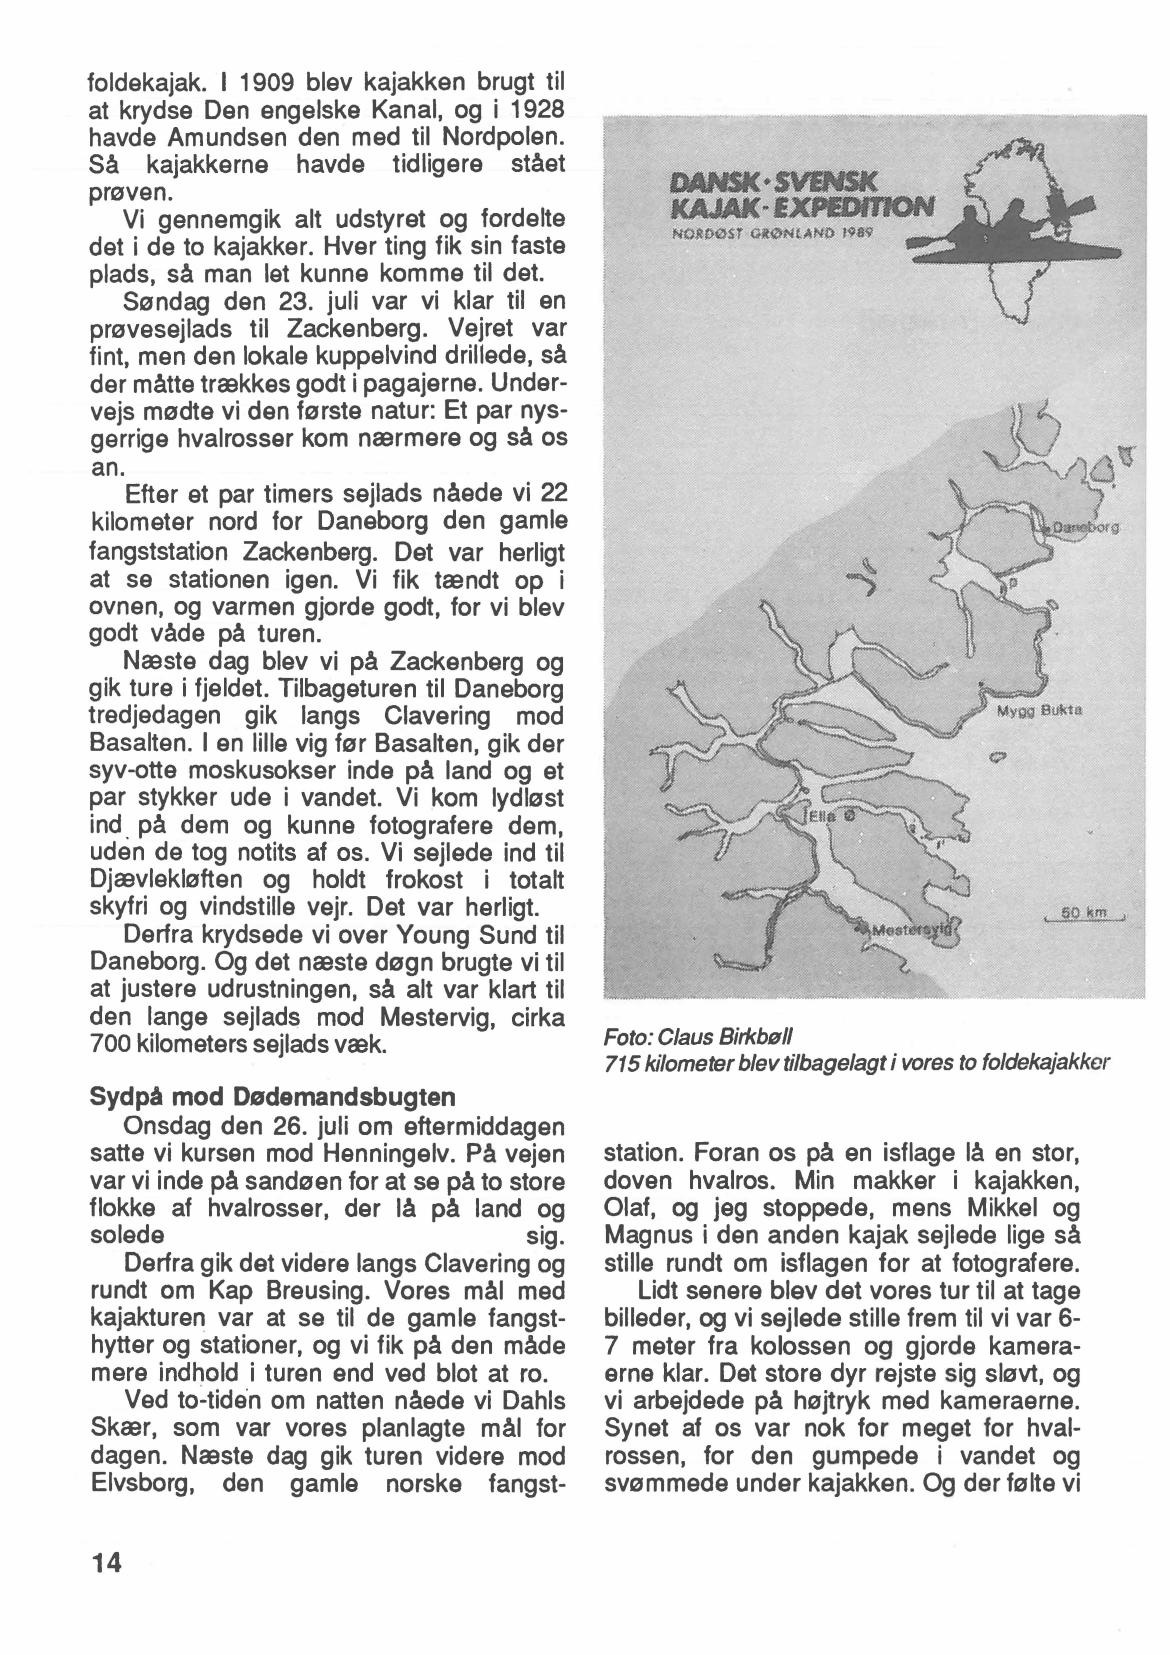 foldekajak. I 1909 blev kajakken brugt til
at krydse Den engelske Kanal, og i 1928
havde Amundsen den med til Nordpolen.
Så kajakkerne havde tidligere stået
prøven.
Vi gennemgik alt udstyret og fordelte
det i de to kajakker. Hver ting fik sin faste
plads, så man let kunne komme til det.
Søndag den 23. juli var vi klar til en
prøvesejlads til Zackenberg. Vejret var
fint, men den lokale kuppelvind drillede, så
der måtte trækkes godt i pagajerne. Under-
vejs mødte vi den første natur: Et par nys-
gerrige hvalrosser kom nærmere og så os
an.
Efter et par timers sejlads nåede vi 22
kilometer nord for Daneborg den gamle
fangststation Zackenberg. Det var herligt
at se stationen igen. Vi fik tændt op i
ovnen, og varmen gjorde godt, for vi blev
godt våde på turen.
Næste dag blev vi på Zackenberg og
gik ture i fjeldet. Tilbageturen til Daneborg
tredjedagen gik langs Clavering mod
Basalten. I en lille vig før Basalten, gik der
syv-otte moskusokser inde på land og et
par stykker ude i vandet. Vi kom lydløst
ind på dem og kunne fotografere dem,
uden de tog notits af os. Vi sejlede ind til
Djævlekløften og holdt frokost i totalt
skyfri og vindstille vejr. Det var herligt.
Derfra krydsede vi over Young Sund til
Daneborg. Og det næste døgn brugte vi til
at justere udrustningen, så alt var klart til
den lange sejlads mod Mestervig, cirka
700 kilometers sejlads væk.
Sydpå mod Dødemandsbugten
Onsdag den 26. juli om eftermiddagen
satte vi kursen mod Henningelv. På vejen
var vi inde på sandøen for at se på to store
flokke af hvalrosser, der lå på land og
solede sig.
Derfra gik det videre langs Clavering og
rundt om Kap Breusing. Vores mål med
kajakturen var at se til de gamle fangst-
hytter og stationer, og vi fik på den måde
mere indhold i turen end ved blot at ro.
Ved to-tiden om natten nåede vi Dahls
Skær, som var vores planlagte mål for
dagen. Næste dag gik turen videre mod
Elvsborg, den gamle norske fangst-
DANSK·SVENSK
KAJAK-EXPEDITION
NORDØST GRØNLAND 1989
Daneborg
Mygg Bukta
Ella Ø
50 km
Mestersvig
Foto: Claus Birkbøll
715 kilometer blev tilbagelagt i vores to foldekajakker
station. Foran os på en isflage lå en stor,
doven hvalros. Min makker i kajakken,
Olaf, og jeg stoppede, mens Mikkel og
Magnus i den anden kajak sejlede lige så
stille rundt om isflagen for at fotografere.
Lidt senere blev det vores tur til at tage
billeder, og vi sejlede stille frem til vi var 6-
7 meter fra kolossen og gjorde kamera-
erne klar. Det store dyr rejste sig sløvt, og
vi arbejdede på højtryk med kameraerne.
Synet af os var nok for meget for hval-
rossen, for den gumpede i vandet og
svømmede under kajakken. Og der følte vi
14